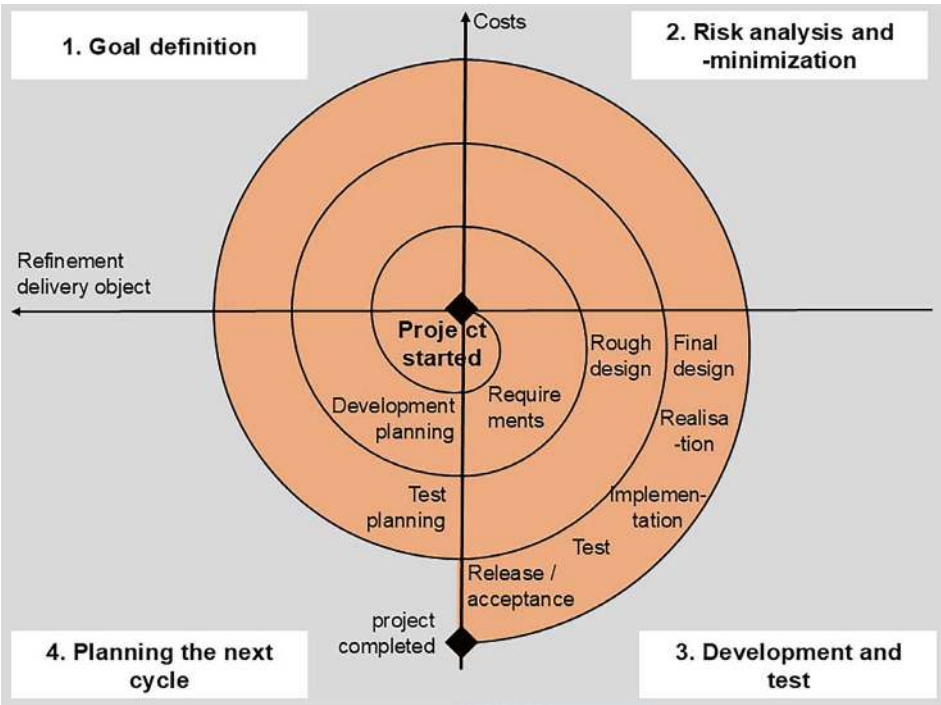 Costs
1. Goal definition
2. Risk analysis and
-minimization
Refinement
delivery object
Project
started
Rough
design
Final
design
Development
planning
Require
ments
Realisa
-tion
Test
planning
Implemen-
tation
Test
Release /
acceptance
project
completed
4. Planning the next
cycle
3. Development and
test